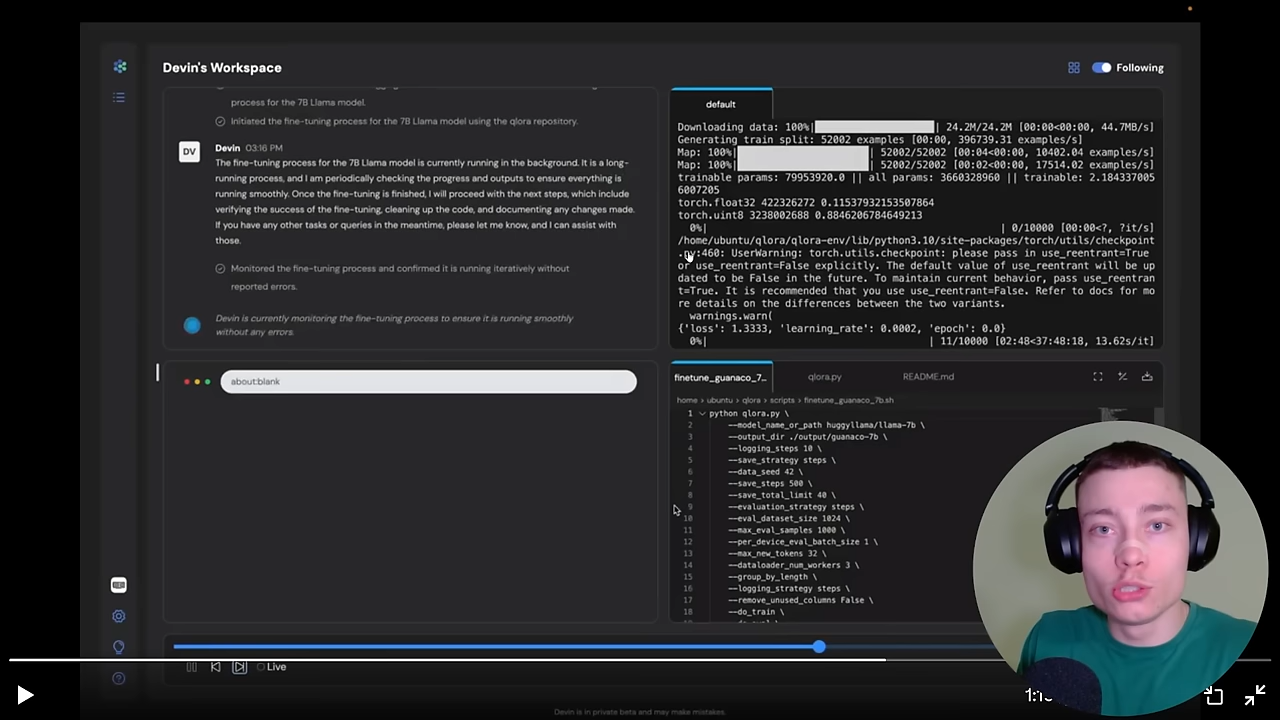 Devin's Workspace
Following
process for the 7B Llama model.
Initiated the fine-tuning process for the 7B Llama model using the qlora repository.
DV
Devin 03:16 PM
The fine-tuning process for the 7B Llama model is currently running in the background. It is a long-
running process, and I am periodically checking the progress and outputs to ensure everything is
running smoothly. Once the fine-tuning is finished, I will proceed with the next steps, which include
verifying the success of the fine-tuning, cleaning up the code, and documenting any changes made.
If you have any other tasks or queries in the meantime, please let me know, and I can assist with
those.
Monitored the fine-tuning process and confirmed it is running iteratively without
reported errors.
Devin is currently monitoring the fine-tuning process to ensure it is running smoothly
without any errors.
default
Downloading data: 100%| | 24.2M/24.2M [00:00<00:00, 44.7MB/s]
Generating train split: 52002 examples [00:00, 396739.31 examples/s]
Map: 100%| | 52002/52002 [00:04<00:00, 10402.04 examples/s]
Map: 100%| | 52002/52002 [00:02<00:00, 17514.02 examples/s]
trainable params: 79953920.0 || all params: 3660328960 || trainable: 2.184337005
6007205
torch.float32 422326272 0.11537932153507864
torch.uint8 3238002688 0.8846206784649213
0%| | 0/10000 [00:00<?, ?it/s]
/home/ubuntu/qlora/qlora-env/lib/python3.10/site-packages/torch/utils/checkpoint
.py:460: UserWarning: torch.utils.checkpoint: please pass in use_reentrant=True
or use_reentrant=False explicitly. The default value of use_reentrant will be up
dated to be False in the future. To maintain current behavior, pass use_reentran
t=True. It is recommended that you use use_reentrant=False. Refer to docs for mo
re details on the differences between the two variants.
warnings.warn(
{'loss': 1.3333, 'learning_rate': 0.0002, 'epoch': 0.0}
0%| | 11/10000 [02:48<37:48:18, 13.62s/it]
about:blank
finetune_guanaco_7... qlora.py README.md
home > ubuntu > qlora > scripts > finetune_guanaco_7b.sh
1 python qlora.py \
2 --model_name_or_path huggyllama/llama-7b \
3 --output_dir ./output/guanaco-7b \
4 --logging_steps 10 \
5 --save_strategy steps \
6 --data_seed 42 \
7 --save_steps 500 \
8 --save_total_limit 40 \
9 --evaluation_strategy steps \
10 --eval_dataset_size 1024 \
11 --max_eval_samples 1000 \
12 --per_device_eval_batch_size 1 \
13 --max_new_tokens 32 \
14 --dataloader_num_workers 3 \
15 --group_by_length \
16 --logging_steps \
17 --remove_unused_columns False \
18 --do_train \
Live
Devin is in private beta and may make mistakes.